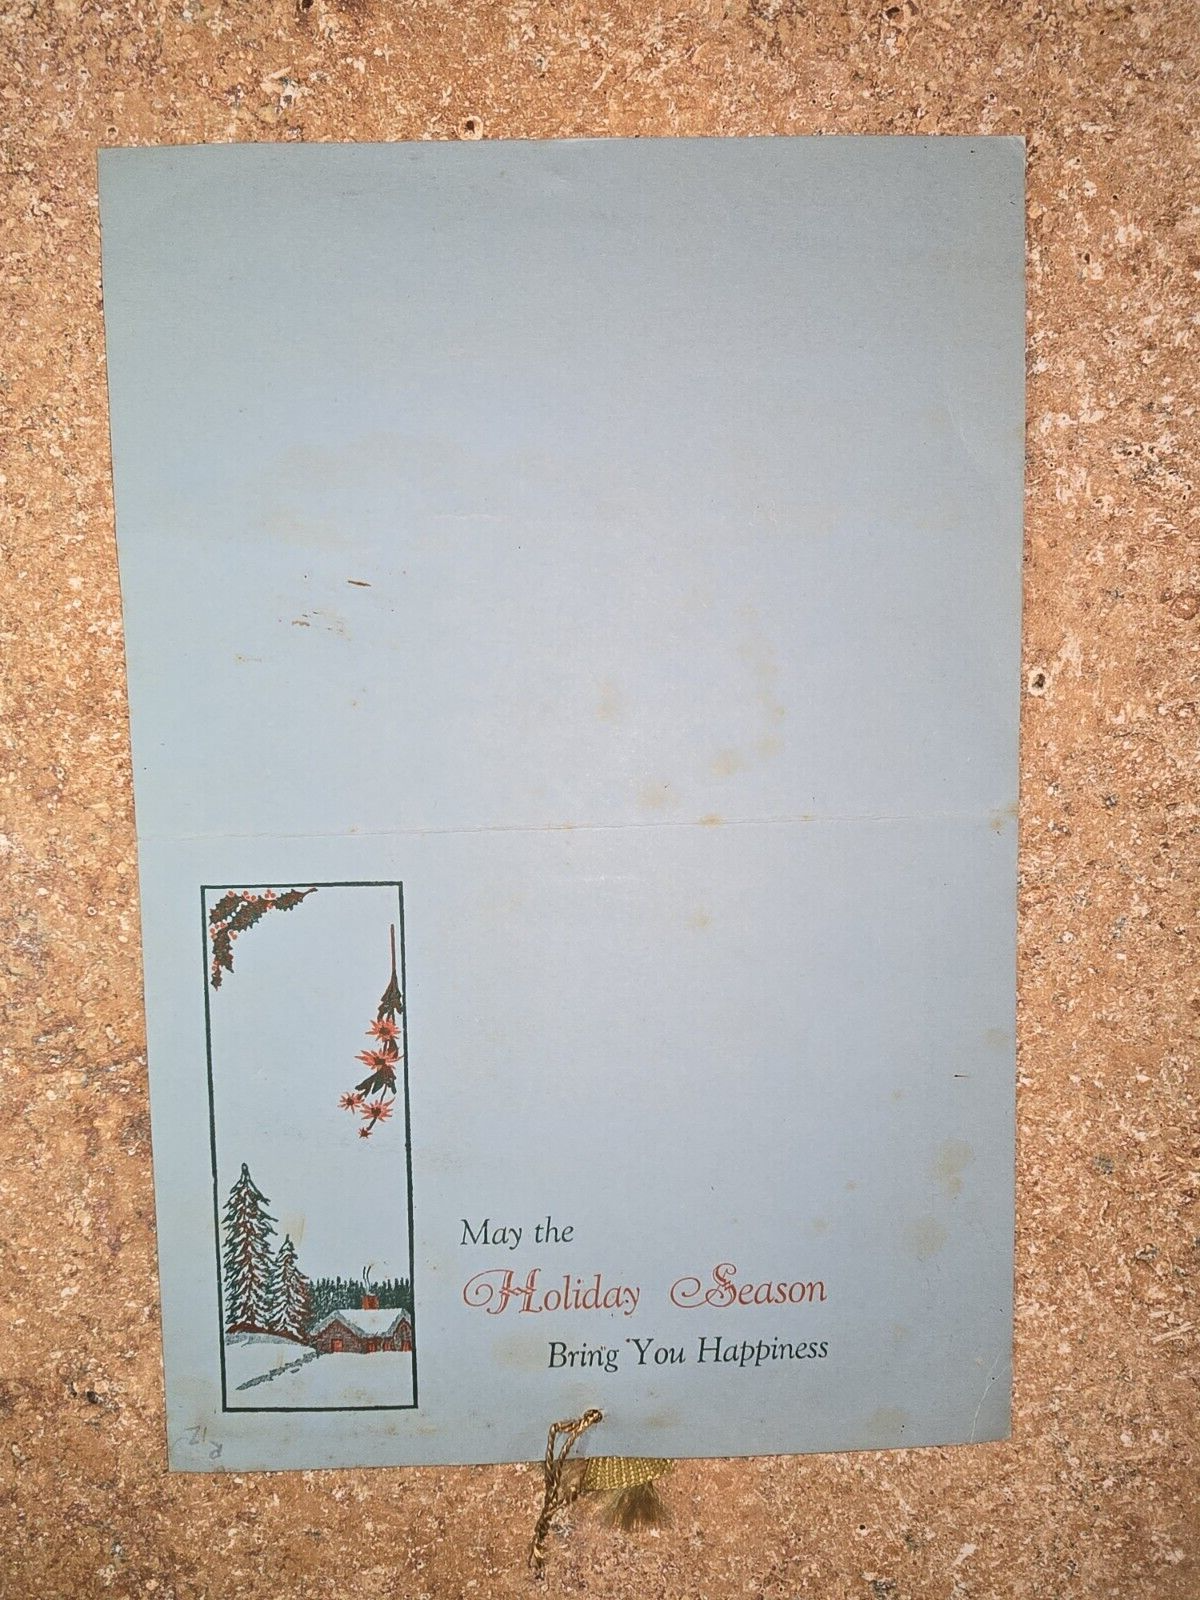 May the
Holiday Season
Bring You Happiness